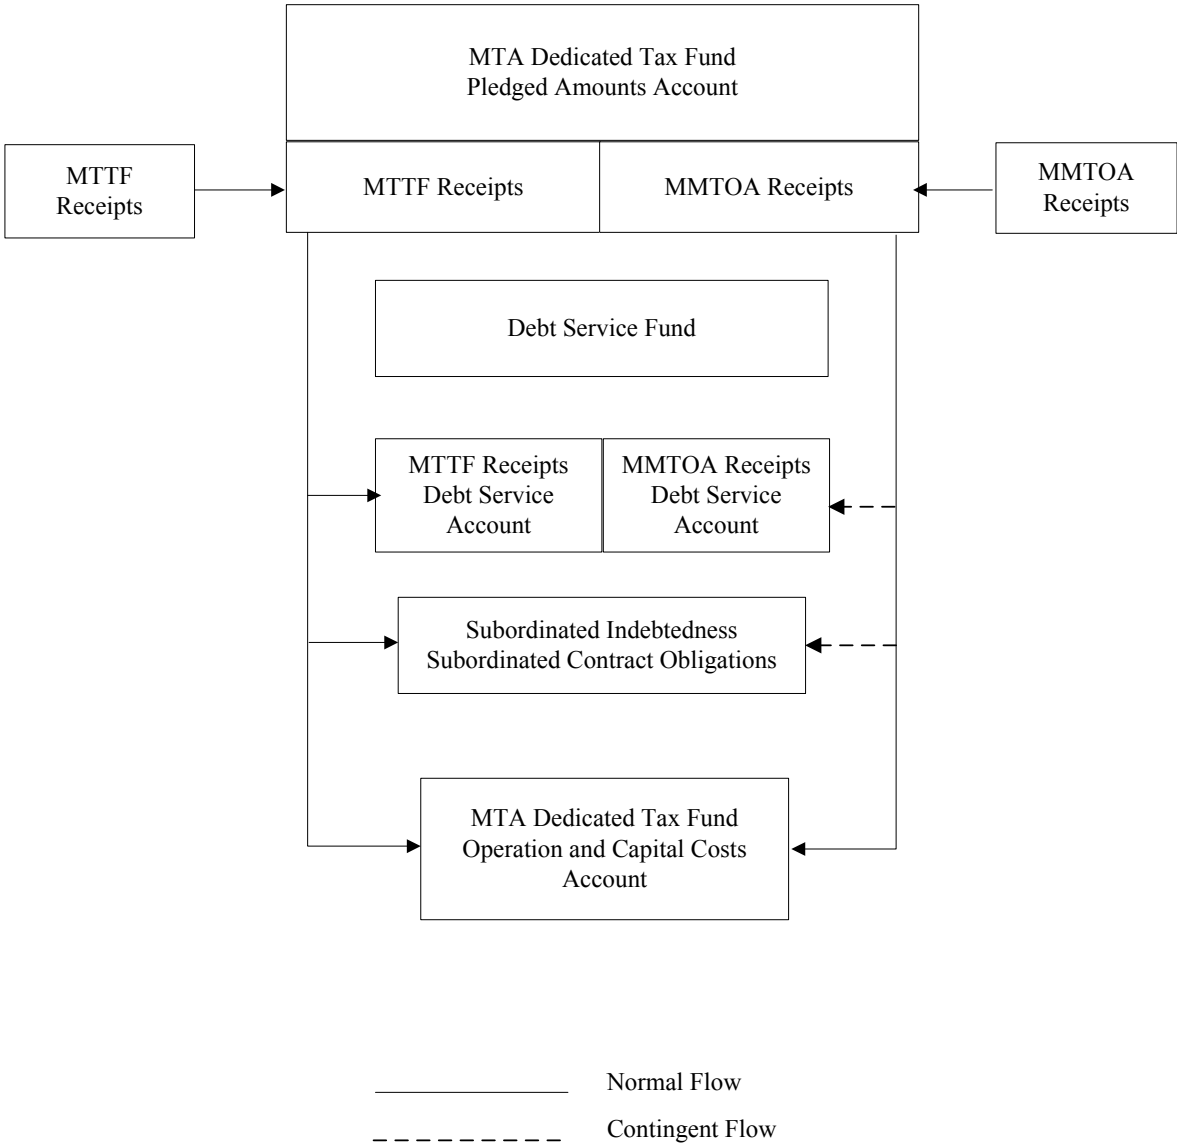 MTA Dedicated Tax Fund
Pledged Amounts Account
MTTF
Receipts
MTTF Receipts
MMTOA Receipts
MMTOA
Receipts
Debt Service Fund
MTTF Receipts
Debt Service
Account
MMTOA Receipts
Debt Service
Account
Subordinated Indebtedness
Subordinated Contract Obligations
MTA Dedicated Tax Fund
Operation and Capital Costs
Account
Normal Flow
Contingent Flow